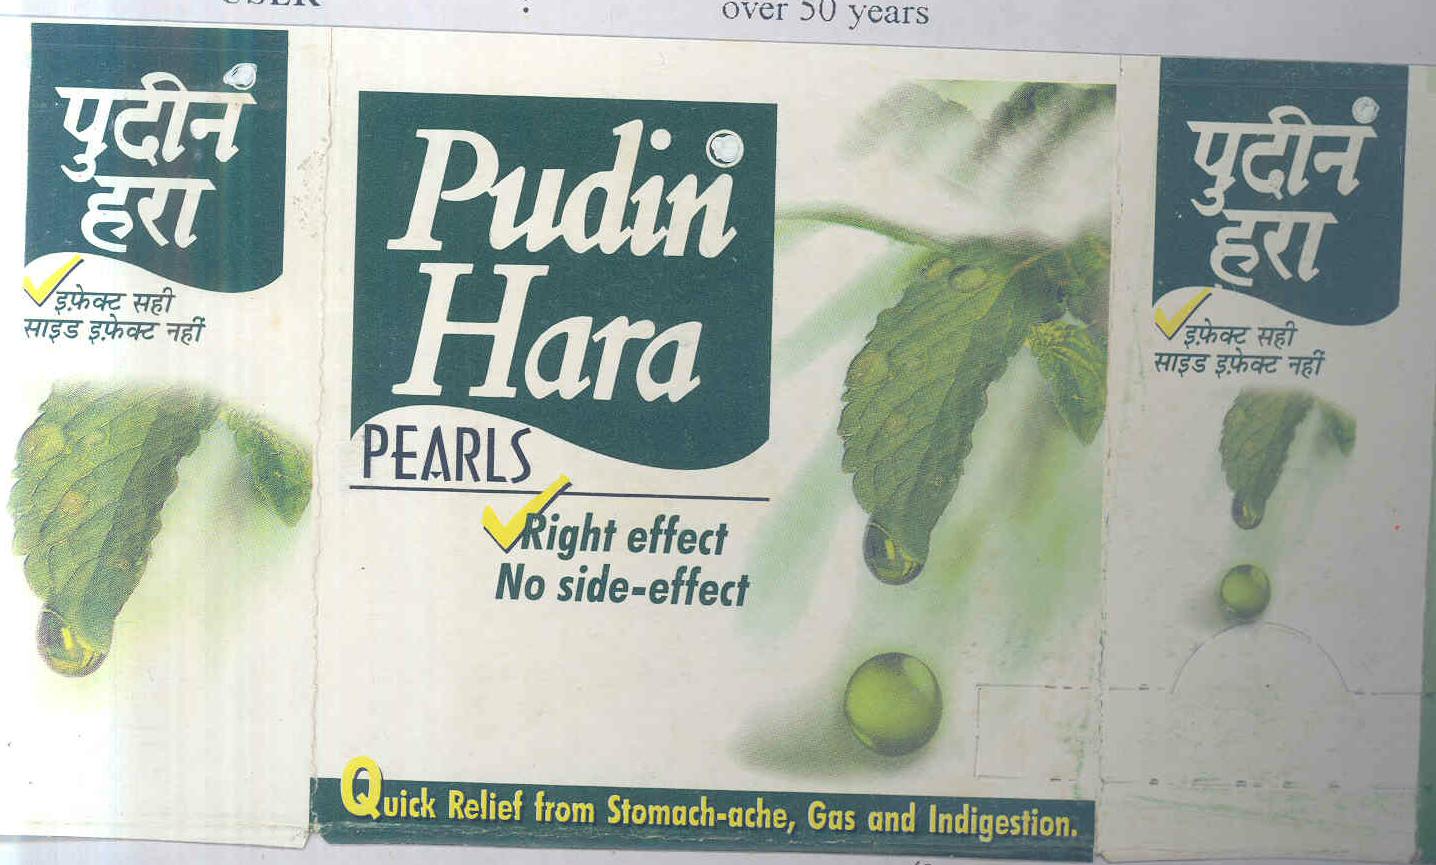 USER : over 50 years
पुदीनं
हरा
इफ़ेक्ट सही
साइड इफ़ेक्ट नहीं
Pudin
Hara
PEARLS
Right effect
No side-effect
Quick Relief from Stomach-ache, Gas and Indigestion.
पुदीनं
हरा
इफ़ेक्ट सही
साइड इफ़ेक्ट नहीं